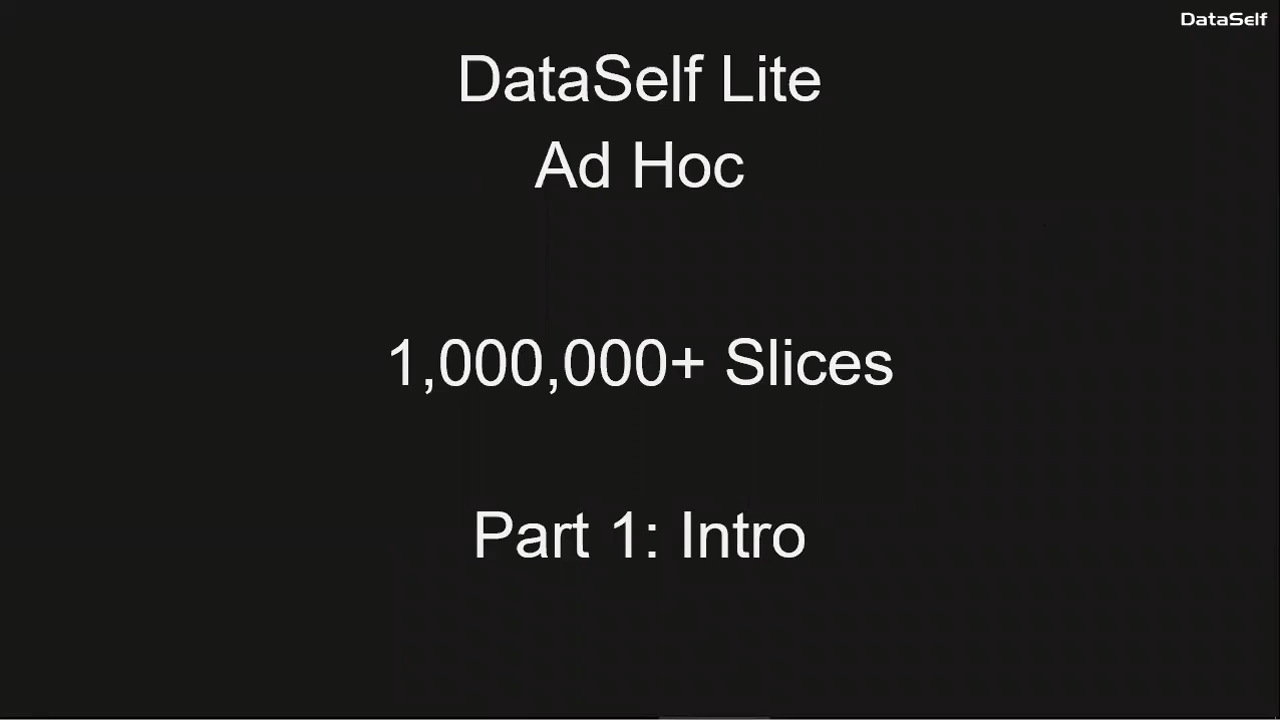 DataSelf
DataSelf Lite
Ad Hoc
1,000,000+ Slices
Part 1: Intro